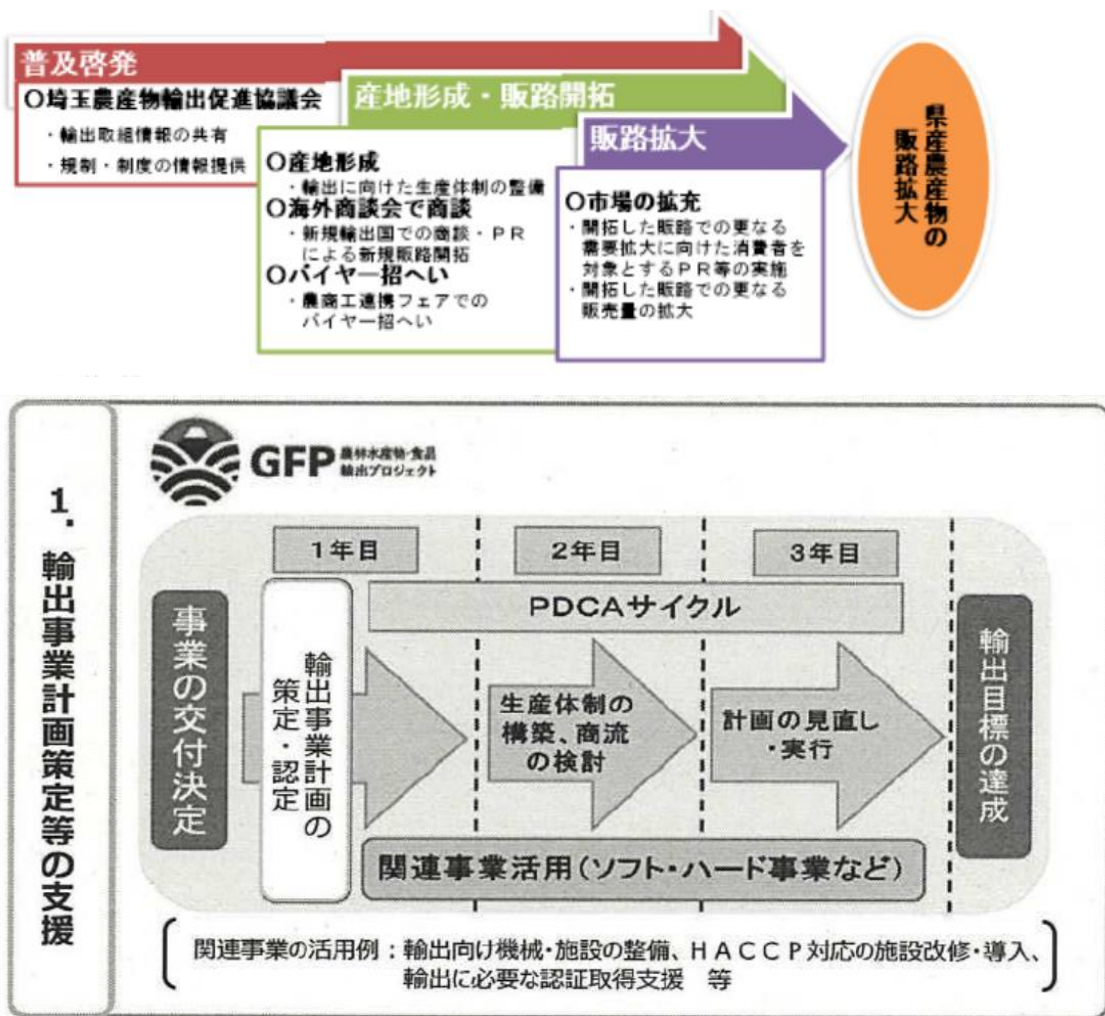 普及啓発
〇埼玉農産物輸出促進協議会
・輸出取組情報の共有
・規制・制度の情報提供
産地形成・販路開拓
〇産地形成
・輸出に向けた生産体制の整備
〇海外商談会で商談
・新規輸出国での商談・ＰＲ
による新規販路開拓
〇バイヤー招へい
・農商工連携フェアでの
バイヤー招へい
販路拡大
〇市場の拡充
・開拓した販路での更なる
需要拡大に向けた消費者を
対象とするＰＲ等の実施
・開拓した販路での更なる
販売量の拡大
県産農産物の
販路拡大
１．輸出事業計画策定等の支援
GFP
農林水産物・食品
輸出プロジェクト
１年目
２年目
３年目
PDCAサイクル
事業の交付決定
輸出事業計画の
策定・認定
生産体制の
構築、商流
の検討
計画の見直し
・実行
輸出目標の達成
関連事業活用（ソフト・ハード事業など）
関連事業の活用例：輸出向け機械・施設の整備、ＨＡＣＣＰ対応の施設改修・導入、
輸出に必要な認証取得支援　等